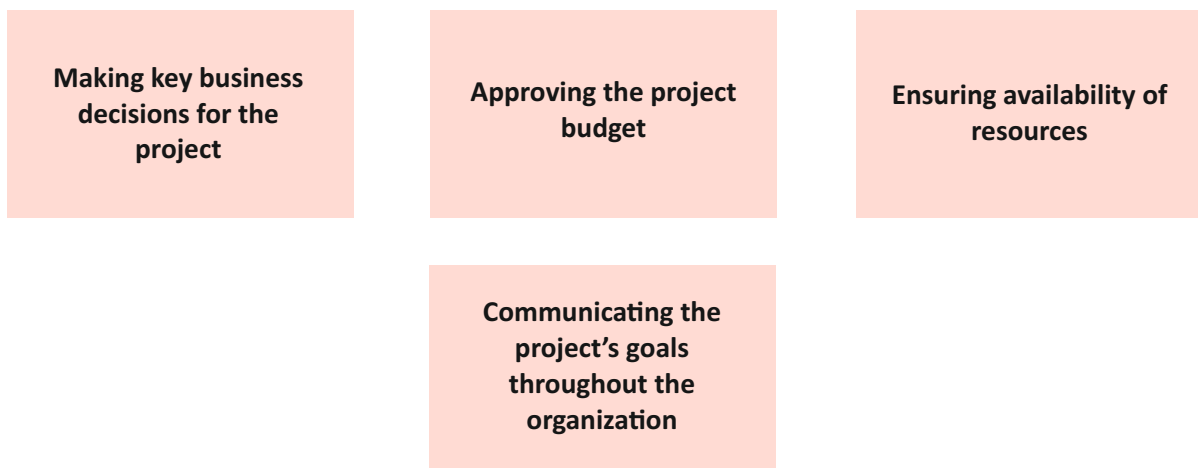 Making key business
decisions for the
project
Approving the project
budget
Ensuring availability of
resources
Communicating the
project’s goals
throughout the
organization